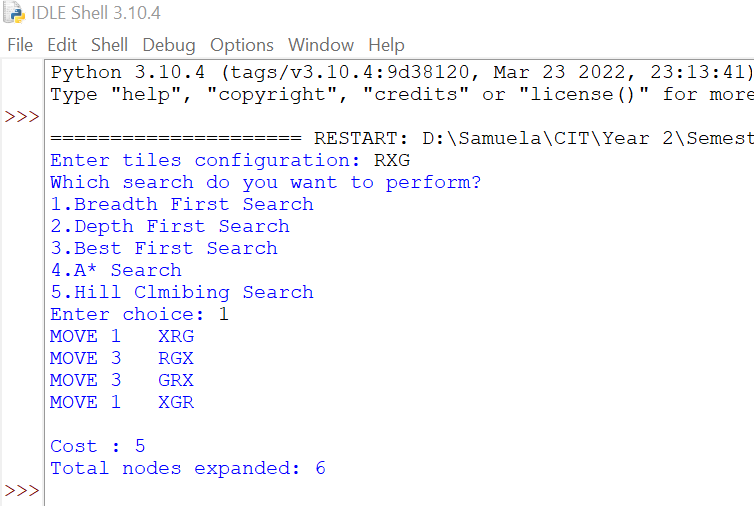 IDLE Shell 3.10.4
File Edit Shell Debug Options Window Help
Python 3.10.4 (tags/v3.10.4:9d38120, Mar 23 2022, 23:13:41)
Type "help", "copyright", "credits" or "license()" for more
>>>
===================== RESTART: D:\Samuela\CIT\Year 2\Semest
Enter tiles configuration: RXG
Which search do you want to perform?
1.Breadth First Search
2.Depth First Search
3.Best First Search
4.A* Search
5.Hill Clmibing Search
Enter choice: 1
MOVE 1   XRG
MOVE 3   RGX
MOVE 3   GRX
MOVE 1   XGR
Cost : 5
Total nodes expanded: 6
>>>